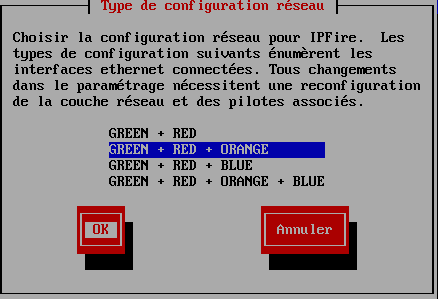 Type de configuration réseau
Choisir la configuration réseau pour IPFire. Les
types de configuration suivants énumèrent les
interfaces ethernet connectées. Tous changements
dans le paramétrage nécessitent une reconfiguration
de la couche réseau et des pilotes associés.
GREEN + RED
GREEN + RED + ORANGE
GREEN + RED + BLUE
GREEN + RED + ORANGE + BLUE
OK Annuler